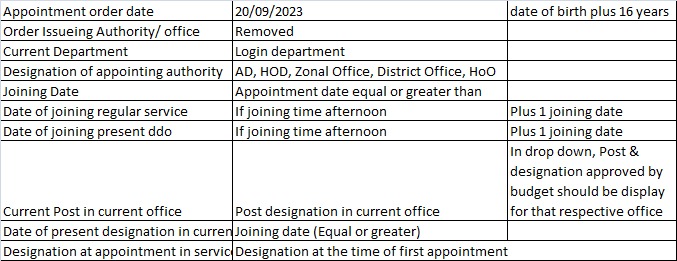 Appointment order date 20/09/2023 date of birth plus 16 years
Order Issueing Authority/ office Removed
Current Department Login department
Designation of appointing authority AD, HOD, Zonal Office, District Office, HoO
Joining Date Appointment date equal or greater than
Date of joining regular service If joining time afternoon Plus 1 joining date
Date of joining present ddo If joining time afternoon Plus 1 joining date
In drop down, Post &
designation approved by
budget should be display
Current Post in current office Post designation in current office for that respective office
Date of present designation in curren Joining date (Equal or greater)
Designation at appointment in servic Designation at the time of first appointment